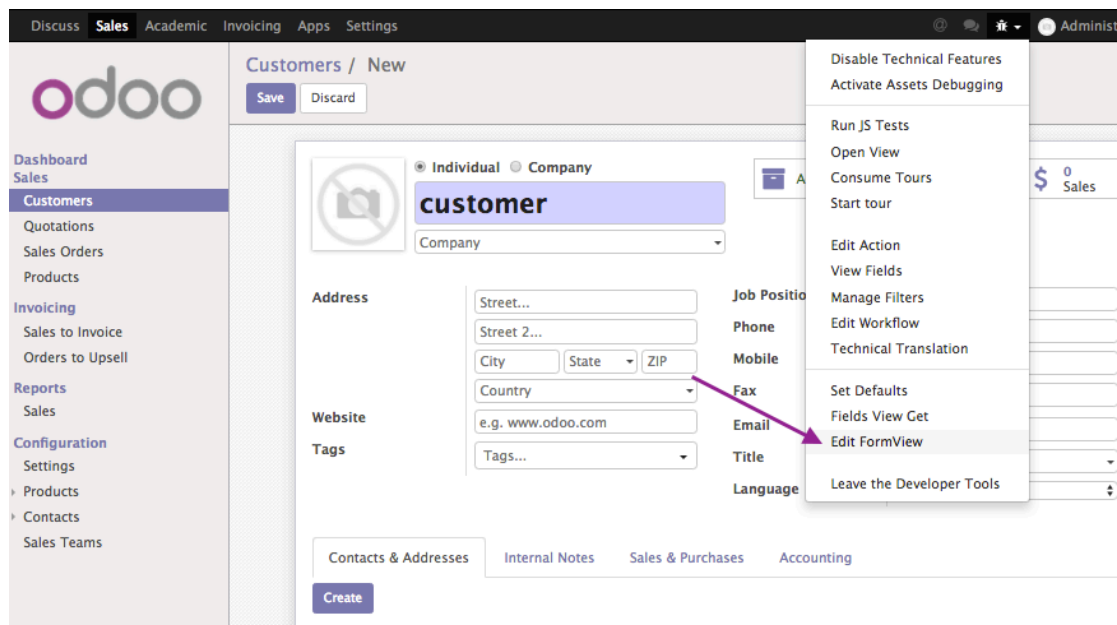 Discuss Sales Academic Invoicing Apps Settings @ Administ
odoo
Customers / New
Save Discard
Dashboard
Sales
Customers
Quotations
Sales Orders
Products
Invoicing
Sales to Invoice
Orders to Upsell
Reports
Sales
Configuration
Settings
Products
Contacts
Sales Teams
Individual Company
customer
Company
A
$ 0
Sales
Address
Street...
Street 2...
City State ZIP
Country
Website e.g. www.odoo.com
Tags Tags...
Job Positio
Phone
Mobile
Fax
Email
Title
Language
Disable Technical Features
Activate Assets Debugging
Run JS Tests
Open View
Consume Tours
Start tour
Edit Action
View Fields
Manage Filters
Edit Workflow
Technical Translation
Set Defaults
Fields View Get
Edit FormView
Leave the Developer Tools
Contacts & Addresses Internal Notes Sales & Purchases Accounting
Create